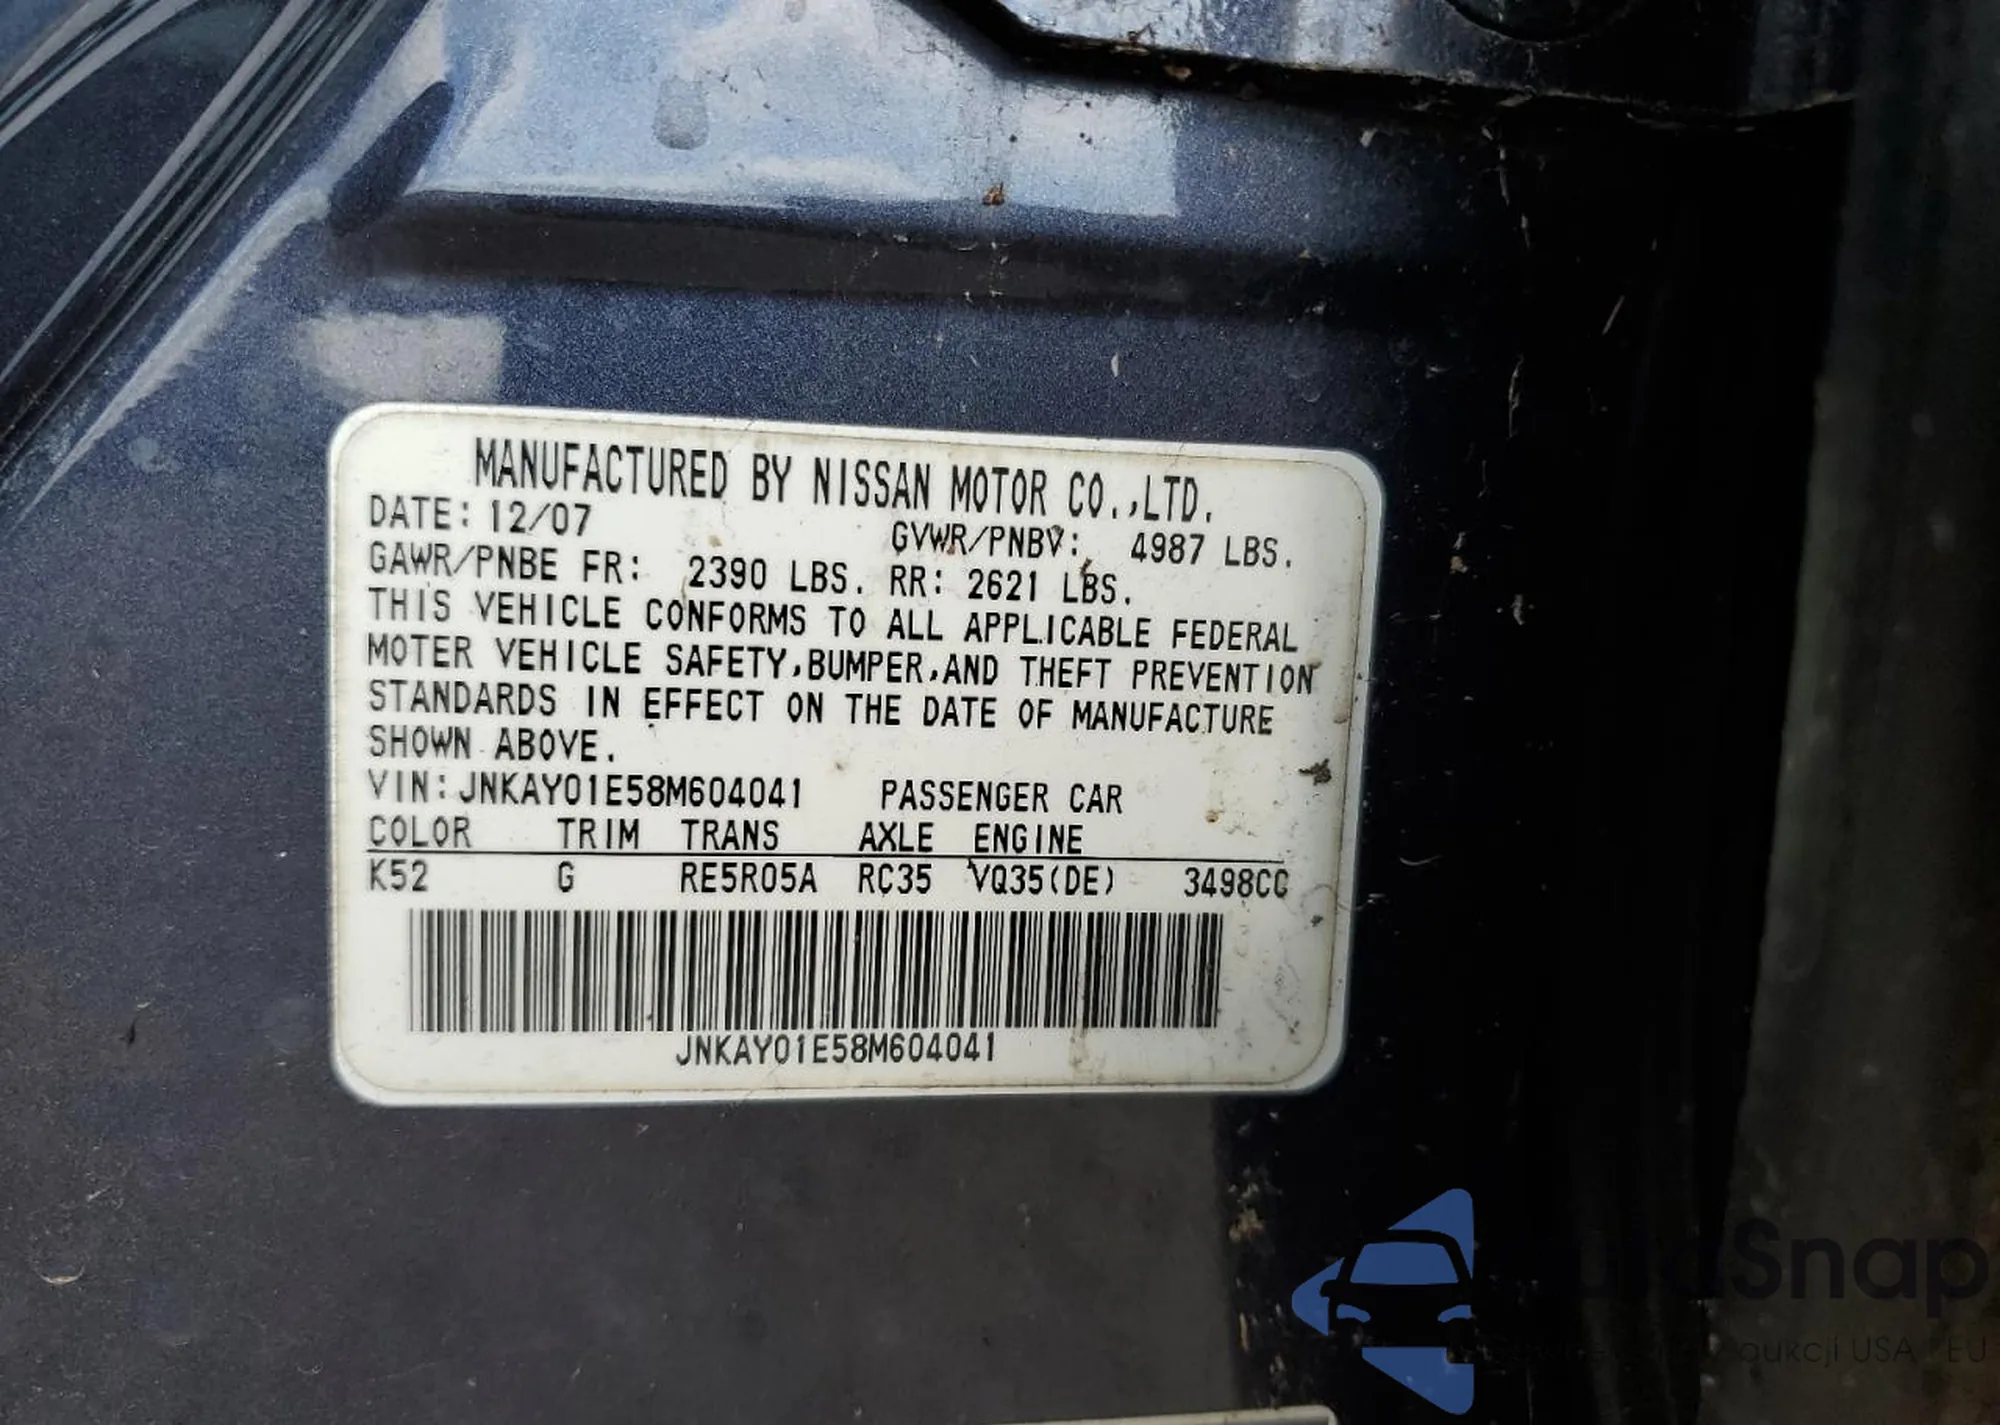 MANUFACTURED BY NISSAN MOTOR CO.,LTD.
DATE: 12/07 GVWR/PNBV: 4987 LBS.
GAWR/PNBE FR: 2390 LBS. RR: 2621 LBS.
THIS VEHICLE CONFORMS TO ALL APPLICABLE FEDERAL
MOTER VEHICLE SAFETY,BUMPER,AND THEFT PREVENTION
STANDARDS IN EFFECT ON THE DATE OF MANUFACTURE
SHOWN ABOVE.
VIN:JNKAY01E58M604041 PASSENGER CAR
COLOR TRIM TRANS AXLE ENGINE
K52 G RE5R05A RC35 VQ35(DE) 3498CC
JNKAY01E58M604041
aukcji USA EU